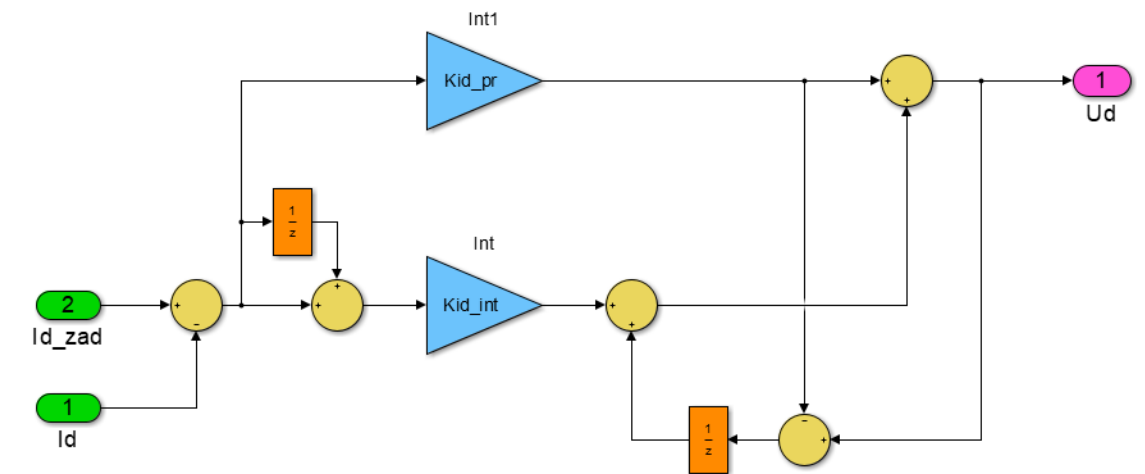 Int1
Kid_pr
+
+
1
Ud
1
z
Int
2
Id_zad
+
−
+
+
Kid_int
+
+
1
Id
1
z
−
+